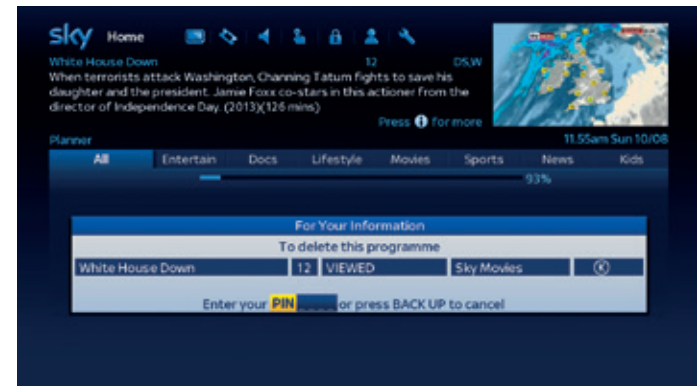 sky Home
White House Down 12 DS,W
When terrorists attack Washington, Channing Tatum fights to save his
daughter and the president. Jamie Foxx co-stars in this actioner from the
director of Independence Day. (2013)(126 mins)
Press i for more
Planner 11.55am Sun 10/08
All Entertain Docs Lifestyle Movies Sports News Kids
93%
For Your Information
To delete this programme
White House Down 12 VIEWED Sky Movies K
Enter your PIN or press BACK UP to cancel